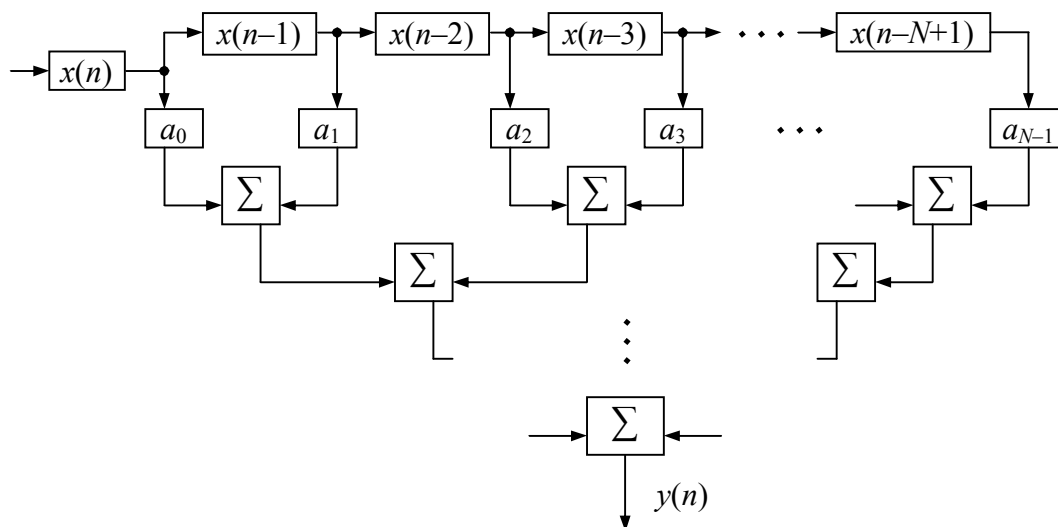 x(n–1) x(n–2) x(n–3) · · · x(n–N+1)
x(n)
a₀ a₁ a₂ a₃ · · · aN–1
Σ Σ Σ
Σ Σ
Σ
y(n)